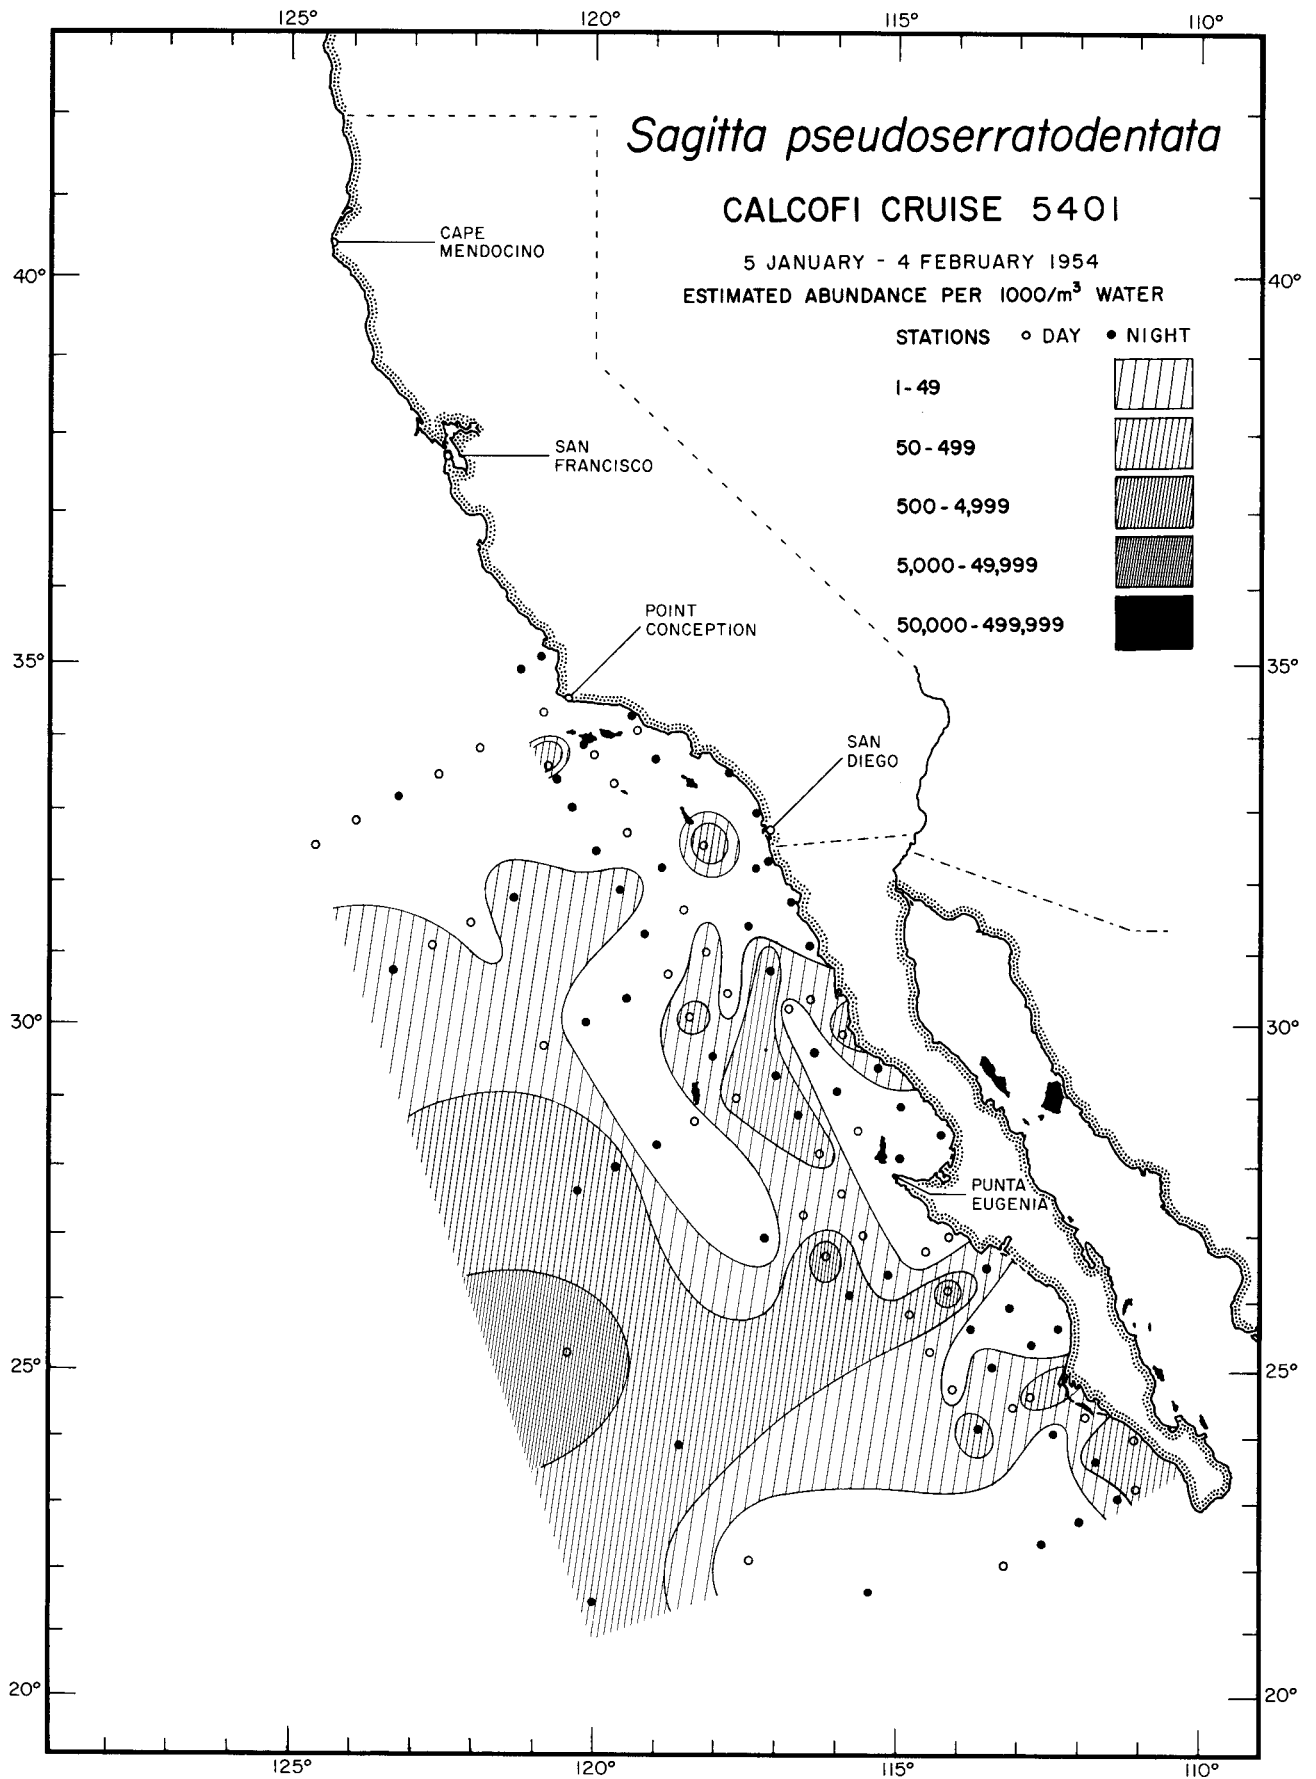 125° 120° 115° 110°
Sagitta pseudoserratodentata
CALCOFI CRUISE 5401
5 JANUARY - 4 FEBRUARY 1954
ESTIMATED ABUNDANCE PER 1000/m³ WATER
STATIONS ○ DAY ● NIGHT
1-49
50-499
500-4,999
5,000-49,999
50,000-499,999
CAPE
MENDOCINO
40° 40°
SAN
FRANCISCO
POINT
CONCEPTION
35° 35°
SAN
DIEGO
30° 30°
PUNTA
EUGENIA
25° 25°
20° 20°
125° 120° 115° 110°